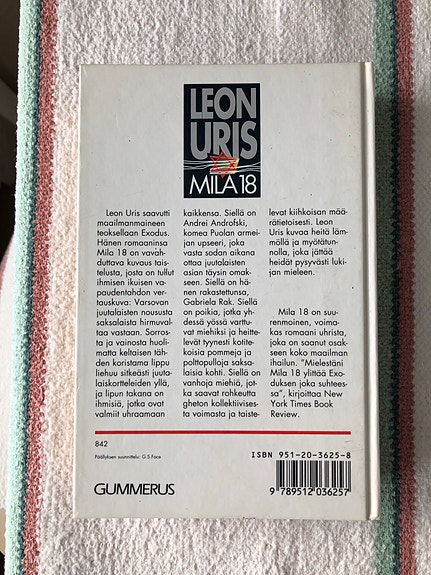 LEON
URIS
MILA 18
Leon Uris saavutti
maailmanmaineen
teoksellaan Exodus.
Hänen romaaninsa
Mila 18 on vavah-
duttava kuvaus tais-
telusta, josta on tullut
ihmisen ikuisen va-
paudentahdon ver-
tauskuva: Varsovan
juutalaisten noususta
saksalaista hirmuval-
taa vastaan. Sorros-
ta ja vainosta huoli-
matta keltaisen täh-
den koristama lippu
liehuu sitkeästi juuta-
laiskortteleiden yllä,
ja lipun takana on
ihmisiä, jotka ovat
valmiit uhraamaan
kaikkensa. Siellä on
Andrei Androfski,
komea Puolan armei-
jan upseeri, joka
vasta sodan aikana
ottaa juutalaisten
asian täysin omak-
seen. Siellä on hä-
nen rakastettunsa,
Gabriela Rak. Siellä
on poikia, jotka yh-
dessä yössä varttu-
vat miehiksi ja heitte-
levät tyynesti kotite-
koisia pommeja ja
polttopulloja saksa-
laisia kohti. Siellä on
vanhoja miehiä, jot-
ka saavat rohkeutta
gheton kollektiivises-
ta voimasta ja taiste-
levat kiihkoisan mää-
rätietoisesti. Leon
Uris kuvaa heitä läm-
möllä ja myötätun-
nolla, joka jättää
heidät pysyvästi luki-
jan mieleen.
Mila 18 on suu-
renmoinen, voima-
kas romaani uhrista,
joka on saanut osak-
seen koko maailman
ihailun. "Mielestäni
Mila 18 ylittää Exo-
duksen joka suhtees-
sa", kirjoittaa New
York Times Book
Review.
B42
Päällyksen suunnittelu: G.S.Face
GUMMERUS
ISBN 951-20-3625-8
9 789512 036257